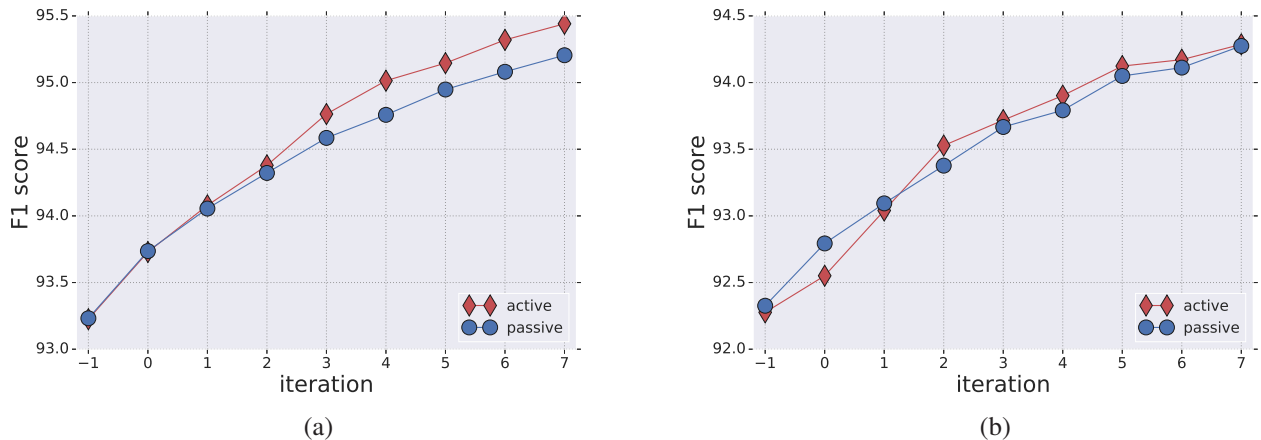 95.5
95.0
94.5
94.0
93.5
93.0
−1 0 1 2 3 4 5 6 7
F1 score
iteration
active
passive
(a)
94.5
94.0
93.5
93.0
92.5
92.0
−1 0 1 2 3 4 5 6 7
F1 score
iteration
active
passive
(b)